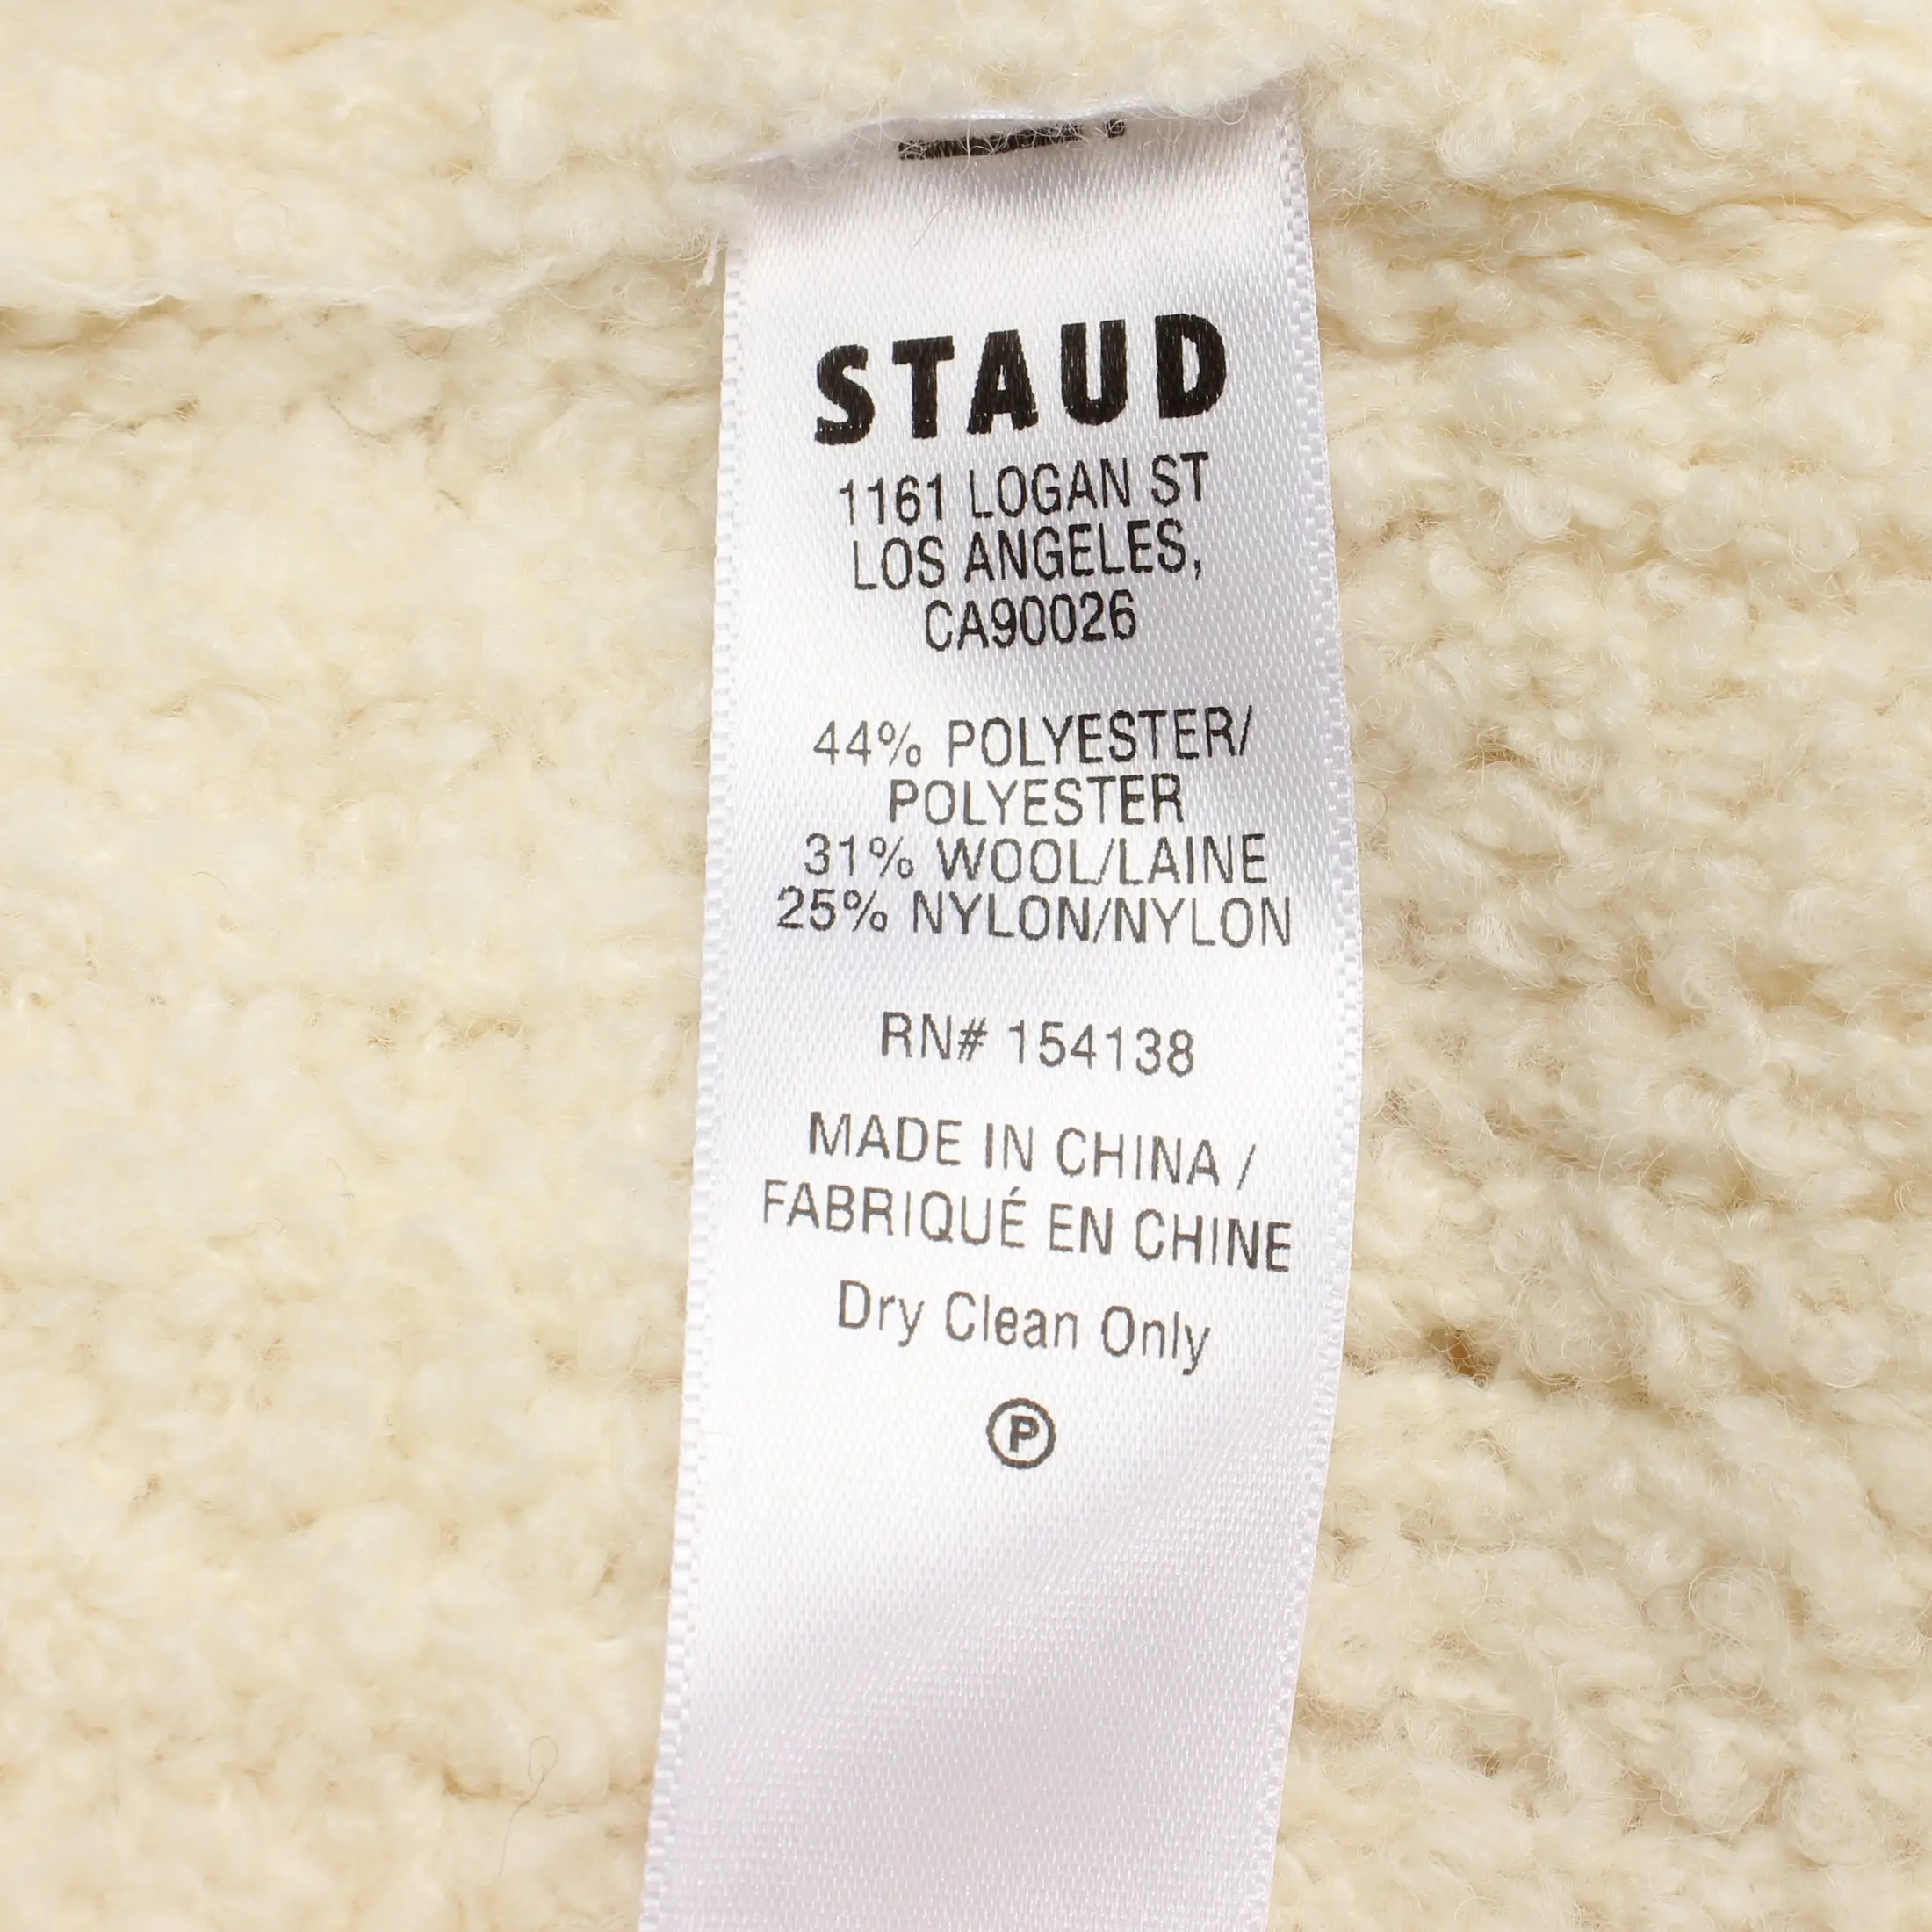 STAUD
1161 LOGAN ST
LOS ANGELES,
CA90026
44% POLYESTER/
POLYESTER
31% WOOL/LAINE
25% NYLON/NYLON
RN# 154138
MADE IN CHINA /
FABRIQUÉ EN CHINE
Dry Clean Only
P